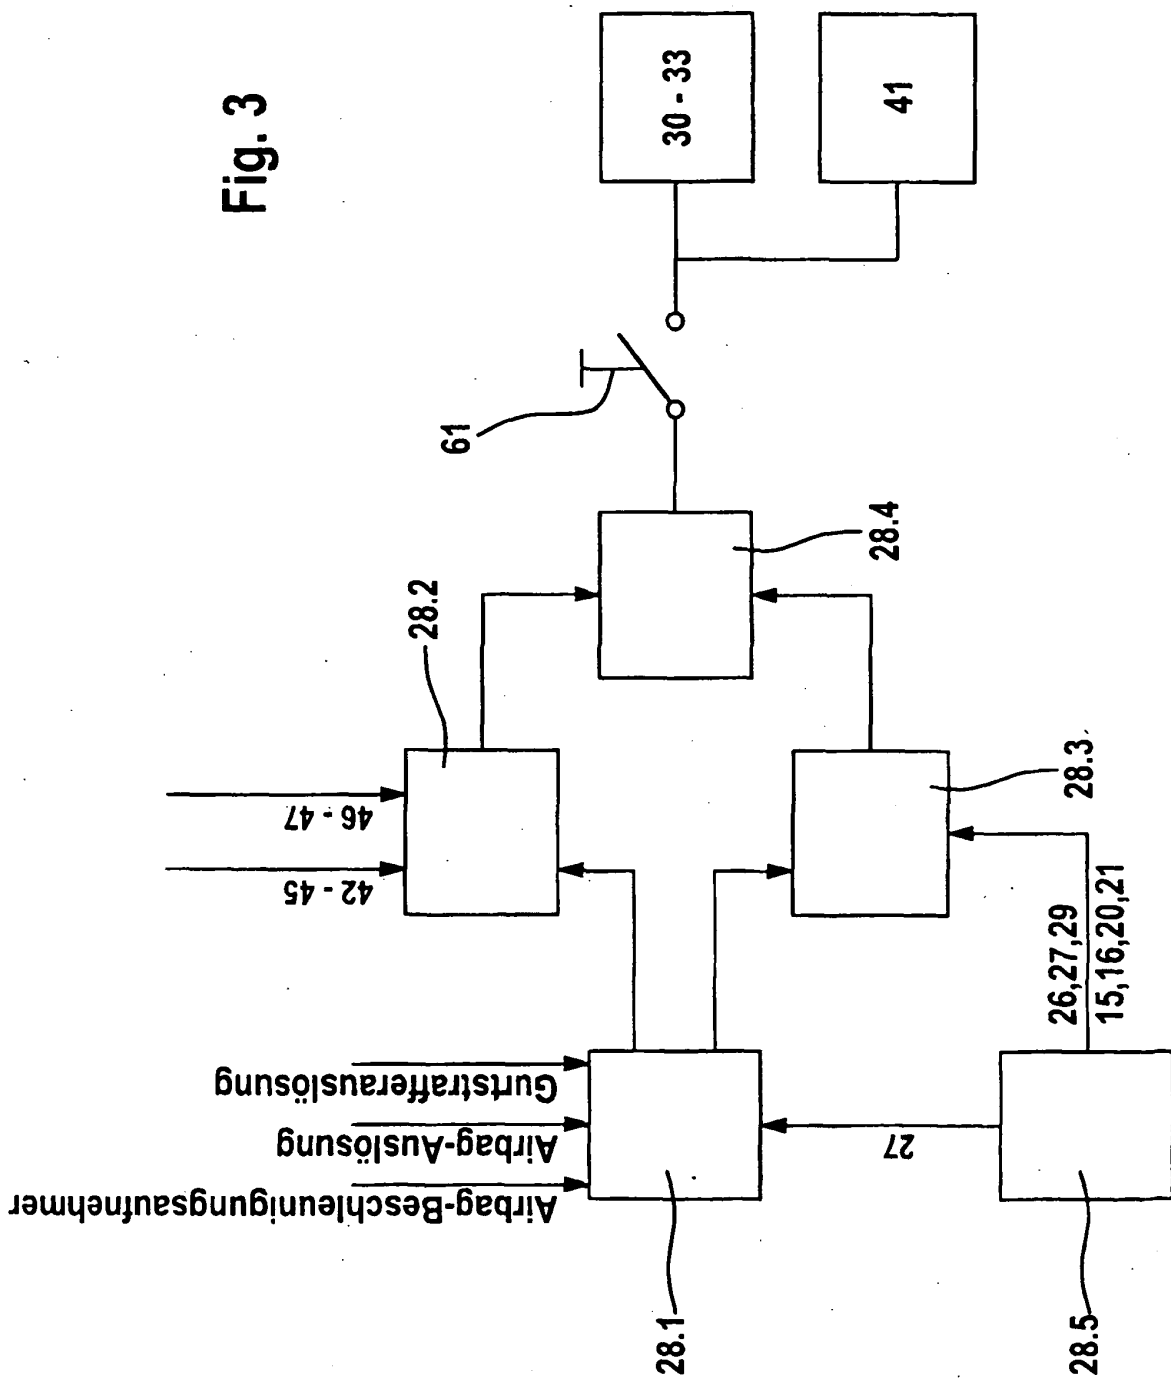 Fig. 3
30 - 33
41
61
28.4
28.2
28.3
46 - 47
42 - 45
26,27,29
15,16,20,21
Gurtstrafferauslösung
Airbag-Auslösung
Airbag-Beschleunigungsaufnehmer
27
28.1
28.5